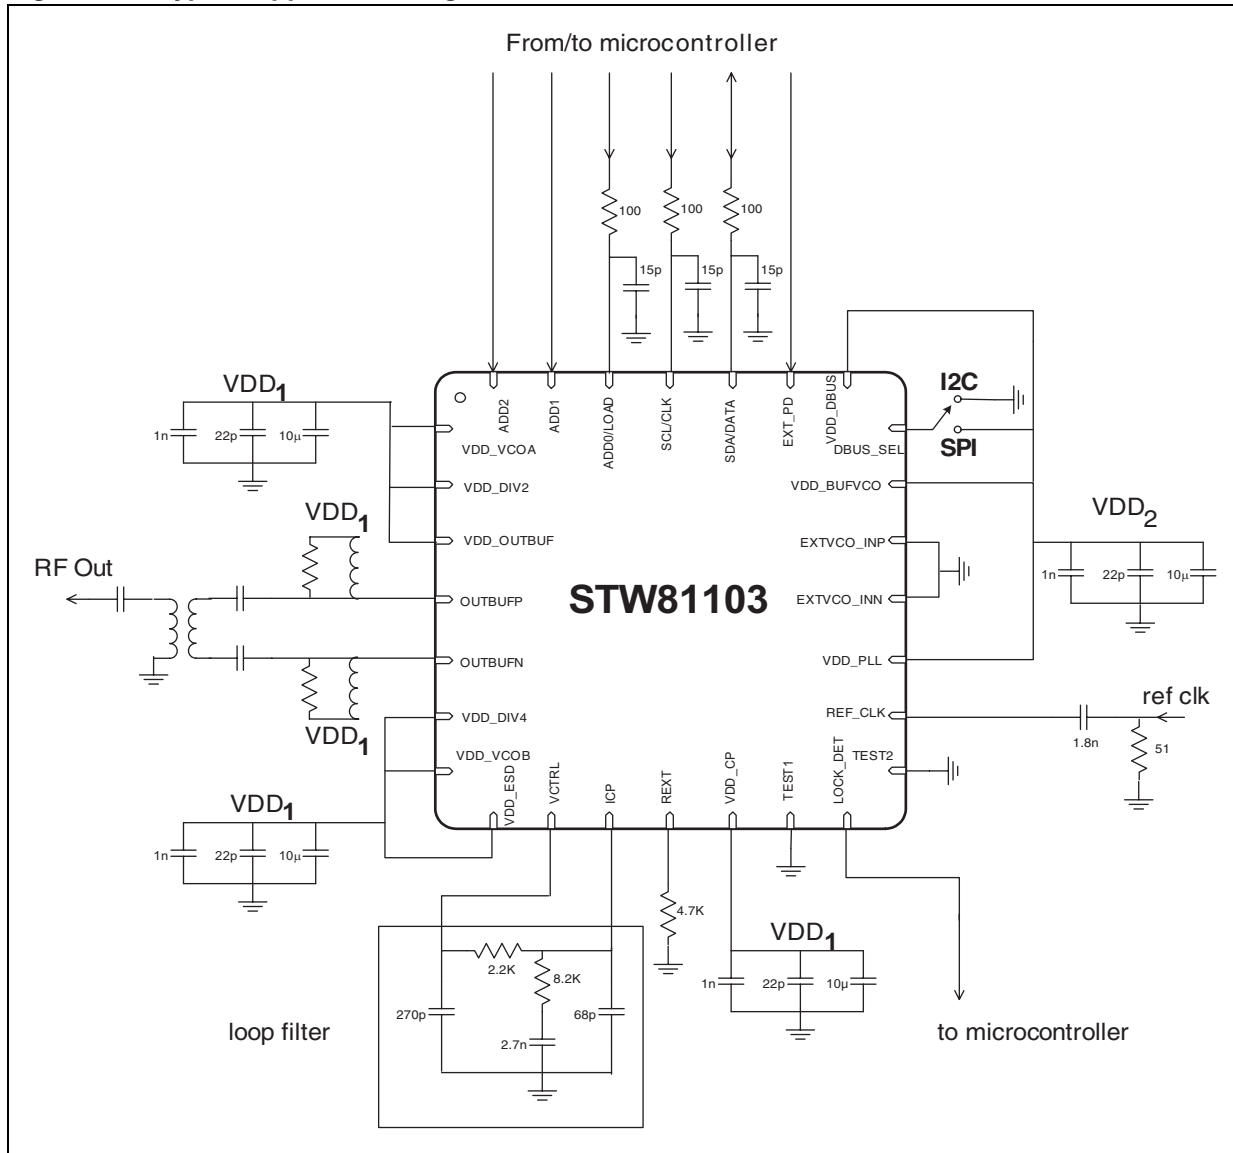 From/to microcontroller
100
100
100
15p
15p
15p
VDD1
1n
22p
10µ
ADD2
ADD1
ADD0/LOAD
SCL/CLK
SDA/DATA
EXT_PD
VDD_DBUS
I2C
SPI
VDD_VCOA
DBUS_SEL
VDD_DIV2
VDD_BUFVCO
VDD1
VDD2
VDD_OUTBUF
EXTVCO_INP
RF Out
1n
22p
10µ
STW81103
OUTBUFP
EXTVCO_INN
OUTBUFN
VDD_PLL
ref clk
VDD_DIV4
REF_CLK
VDD1
1.8n
51
VDD_VCOB
TEST2
VDD_ESD
VCTRL
ICP
REXT
VDD_CP
TEST1
LOCK_DET
VDD1
1n
22p
10µ
4.7K
VDD1
2.2K
8.2K
1n
22p
10µ
270p
68p
2.7n
loop filter
to microcontroller